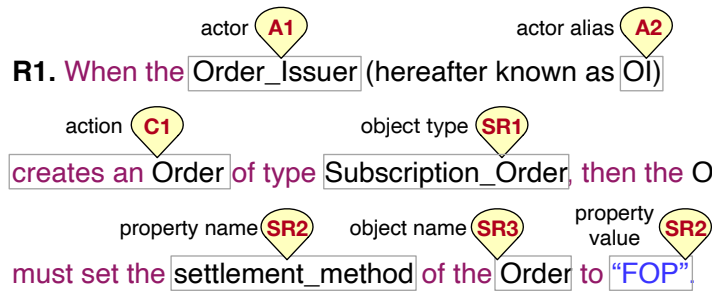 actor A1 actor alias A2
R1. When the Order_Issuer (hereafter known as OI)
action C1 object type SR1
creates an Order of type Subscription_Order, then the O
property name SR2 object name SR3 property value SR2
must set the settlement_method of the Order to “FOP”.